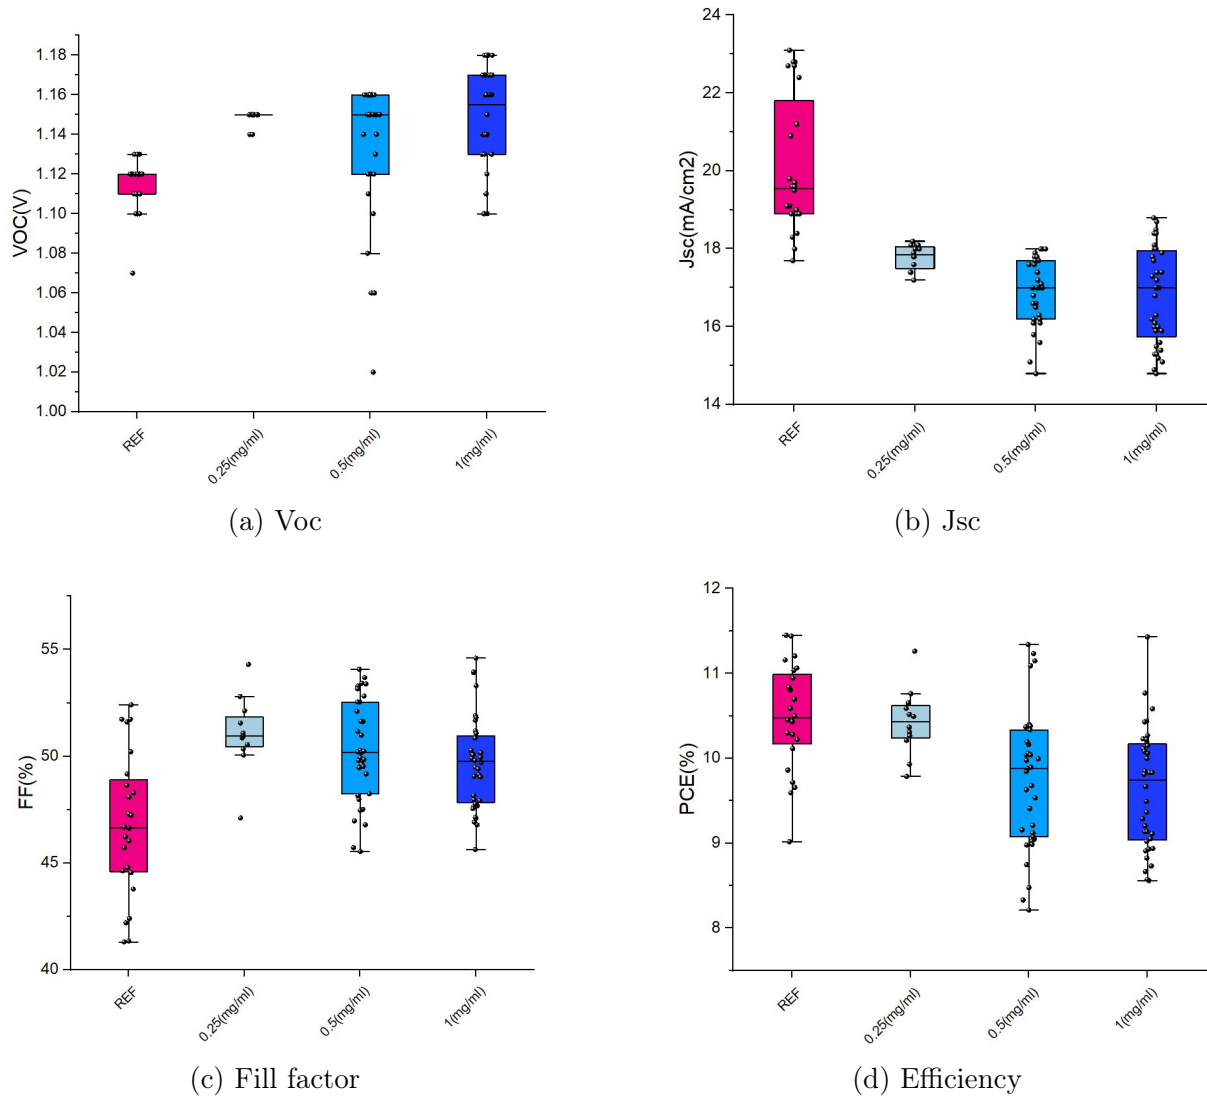 VOC(V)
1.18
1.16
1.14
1.12
1.10
1.08
1.06
1.04
1.02
1.00
REF
0.25(mg/ml)
0.5(mg/ml)
1(mg/ml)
(a) Voc
Jsc(mA/cm2)
24
22
20
18
16
14
REF
0.25(mg/ml)
0.5(mg/ml)
1(mg/ml)
(b) Jsc
FF(%)
55
50
45
40
REF
0.25(mg/ml)
0.5(mg/ml)
1(mg/ml)
(c) Fill factor
PCE(%)
12
11
10
9
8
REF
0.25(mg/ml)
0.5(mg/ml)
1(mg/ml)
(d) Efficiency